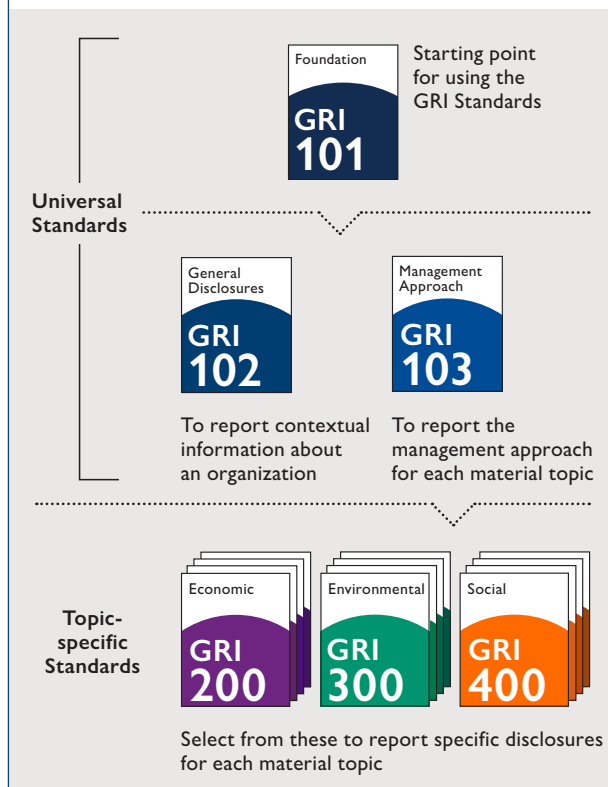 Foundation
GRI
101
Starting point
for using the
GRI Standards
Universal
Standards
General
Disclosures
GRI
102
Management
Approach
GRI
103
To report contextual
information about
an organization
To report the
management approach
for each material topic
Topic-
specific
Standards
Economic
GRI
200
Environmental
GRI
300
Social
GRI
400
Select from these to report specific disclosures
for each material topic